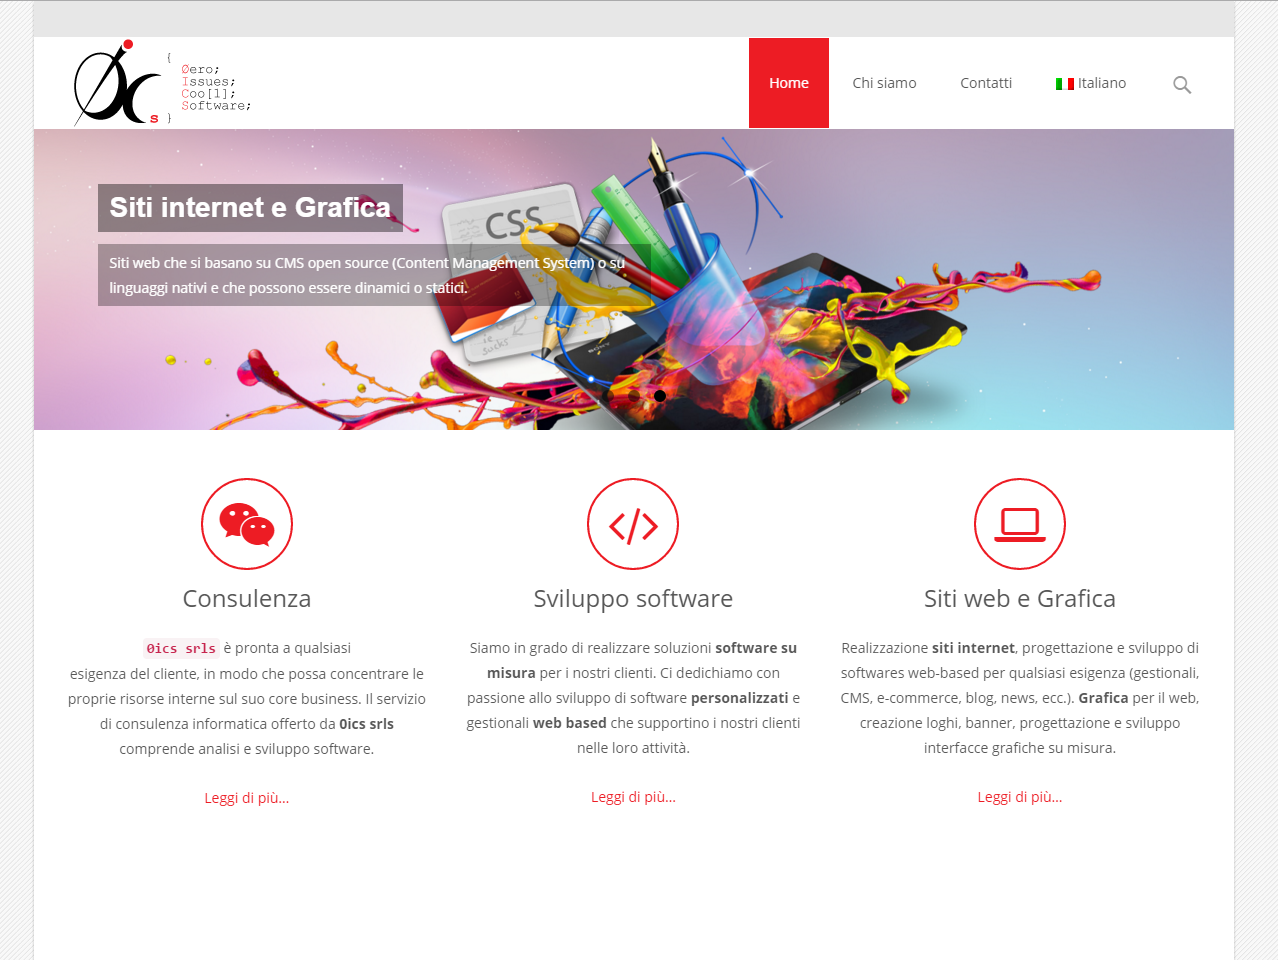 {
Øero;
Issues;
Coo[l];
Software;
s }
Home
Chi siamo
Contatti
Italiano
Siti internet e Grafica
Siti web che si basano su CMS open source (Content Management System) o su
linguaggi nativi e che possono essere dinamici o statici.
CSS
ie
sucks
SONY
Consulenza
0ics srls è pronta a qualsiasi
esigenza del cliente, in modo che possa concentrare le
proprie risorse interne sul suo core business. Il servizio
di consulenza informatica offerto da 0ics srls
comprende analisi e sviluppo software.
Leggi di più...
Sviluppo software
Siamo in grado di realizzare soluzioni software su
misura per i nostri clienti. Ci dedichiamo con
passione allo sviluppo di software personalizzati e
gestionali web based che supportino i nostri clienti
nelle loro attività.
Leggi di più...
Siti web e Grafica
Realizzazione siti internet, progettazione e sviluppo di
softwares web-based per qualsiasi esigenza (gestionali,
CMS, e-commerce, blog, news, ecc.). Grafica per il web,
creazione loghi, banner, progettazione e sviluppo
interfacce grafiche su misura.
Leggi di più...